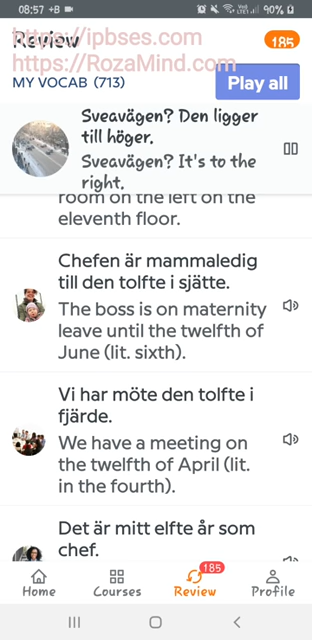 08:57
90%
Review
https://ipbses.com
https://RozaMind.com
185
MY VOCAB (713)
Play all
Sveavägen? Den ligger
till höger.
Sveavägen? It's to the
right.
room on the left on the
eleventh floor.
Chefen är mammaledig
till den tolfte i sjätte.
The boss is on maternity
leave until the twelfth of
June (lit. sixth).
Vi har möte den tolfte i
fjärde.
We have a meeting on
the twelfth of April (lit.
in the fourth).
Det är mitt elfte år som
chef.
185
Home
Courses
Review
Profile